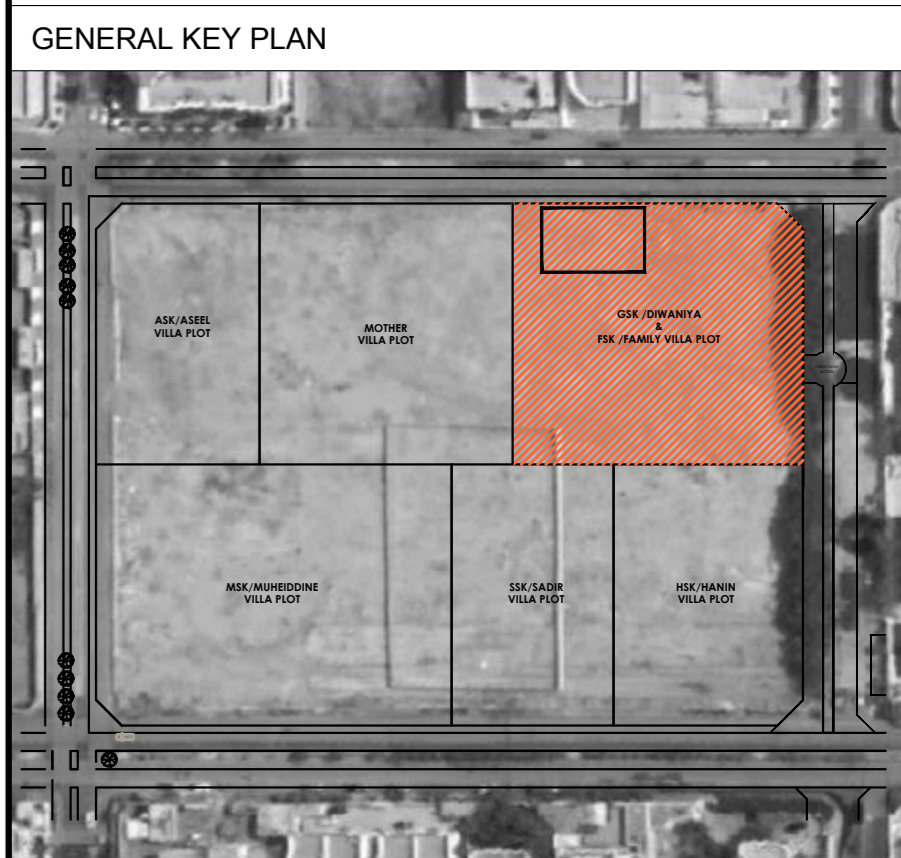 GENERAL KEY PLAN
ASK/ASEEL
VILLA PLOT
MOTHER
VILLA PLOT
GSK /DIWANIYA
&
FSK /FAMILY VILLA PLOT
MSK/MUHEIDDINE
VILLA PLOT
SSK/SADIR
VILLA PLOT
HSK/HANIN
VILLA PLOT